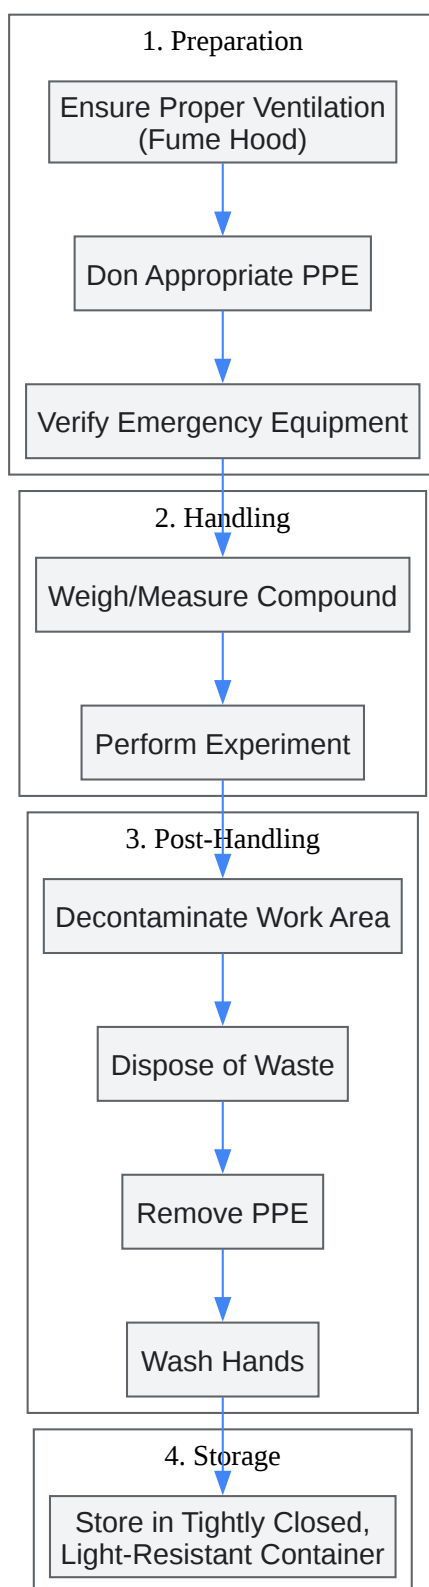 1. Preparation
Ensure Proper Ventilation
(Fume Hood)
Don Appropriate PPE
Verify Emergency Equipment
2. Handling
Weigh/Measure Compound
Perform Experiment
3. Post-Handling
Decontaminate Work Area
Dispose of Waste
Remove PPE
Wash Hands
4. Storage
Store in Tightly Closed,
Light-Resistant Container